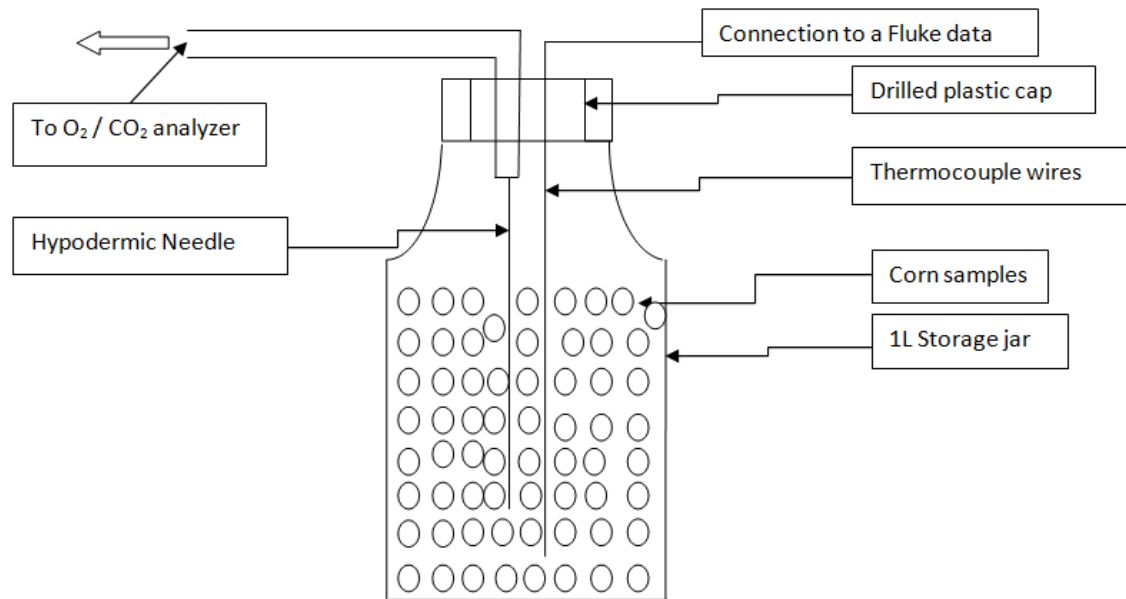 Connection to a Fluke data
Drilled plastic cap
To O₂ / CO₂ analyzer
Thermocouple wires
Hypodermic Needle
Corn samples
1L Storage jar